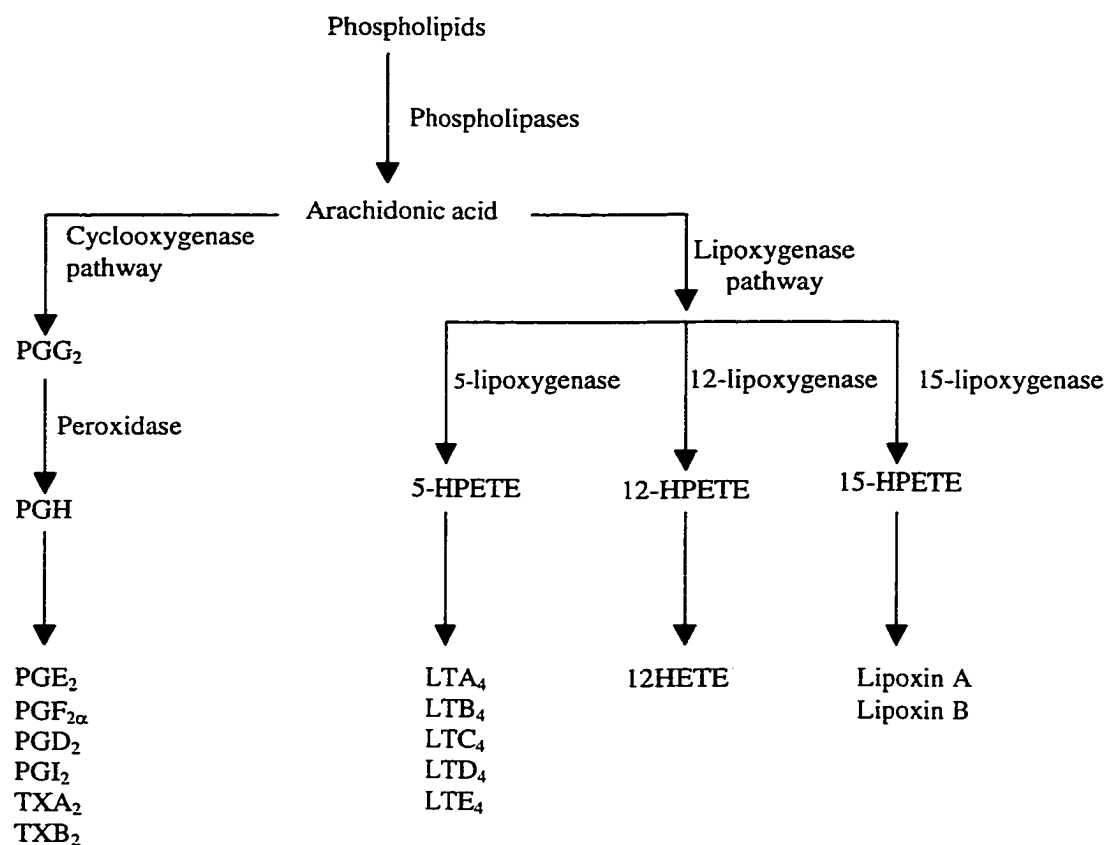 Phospholipids
Phospholipases
Arachidonic acid
Cyclooxygenase
pathway
Lipoxygenase
pathway
PGG₂
5-lipoxygenase
12-lipoxygenase
15-lipoxygenase
Peroxidase
PGH
5-HPETE
12-HPETE
15-HPETE
PGE₂
PGF₂α
PGD₂
PGI₂
TXA₂
TXB₂
LTA₄
LTB₄
LTC₄
LTD₄
LTE₄
12HETE
Lipoxin A
Lipoxin B